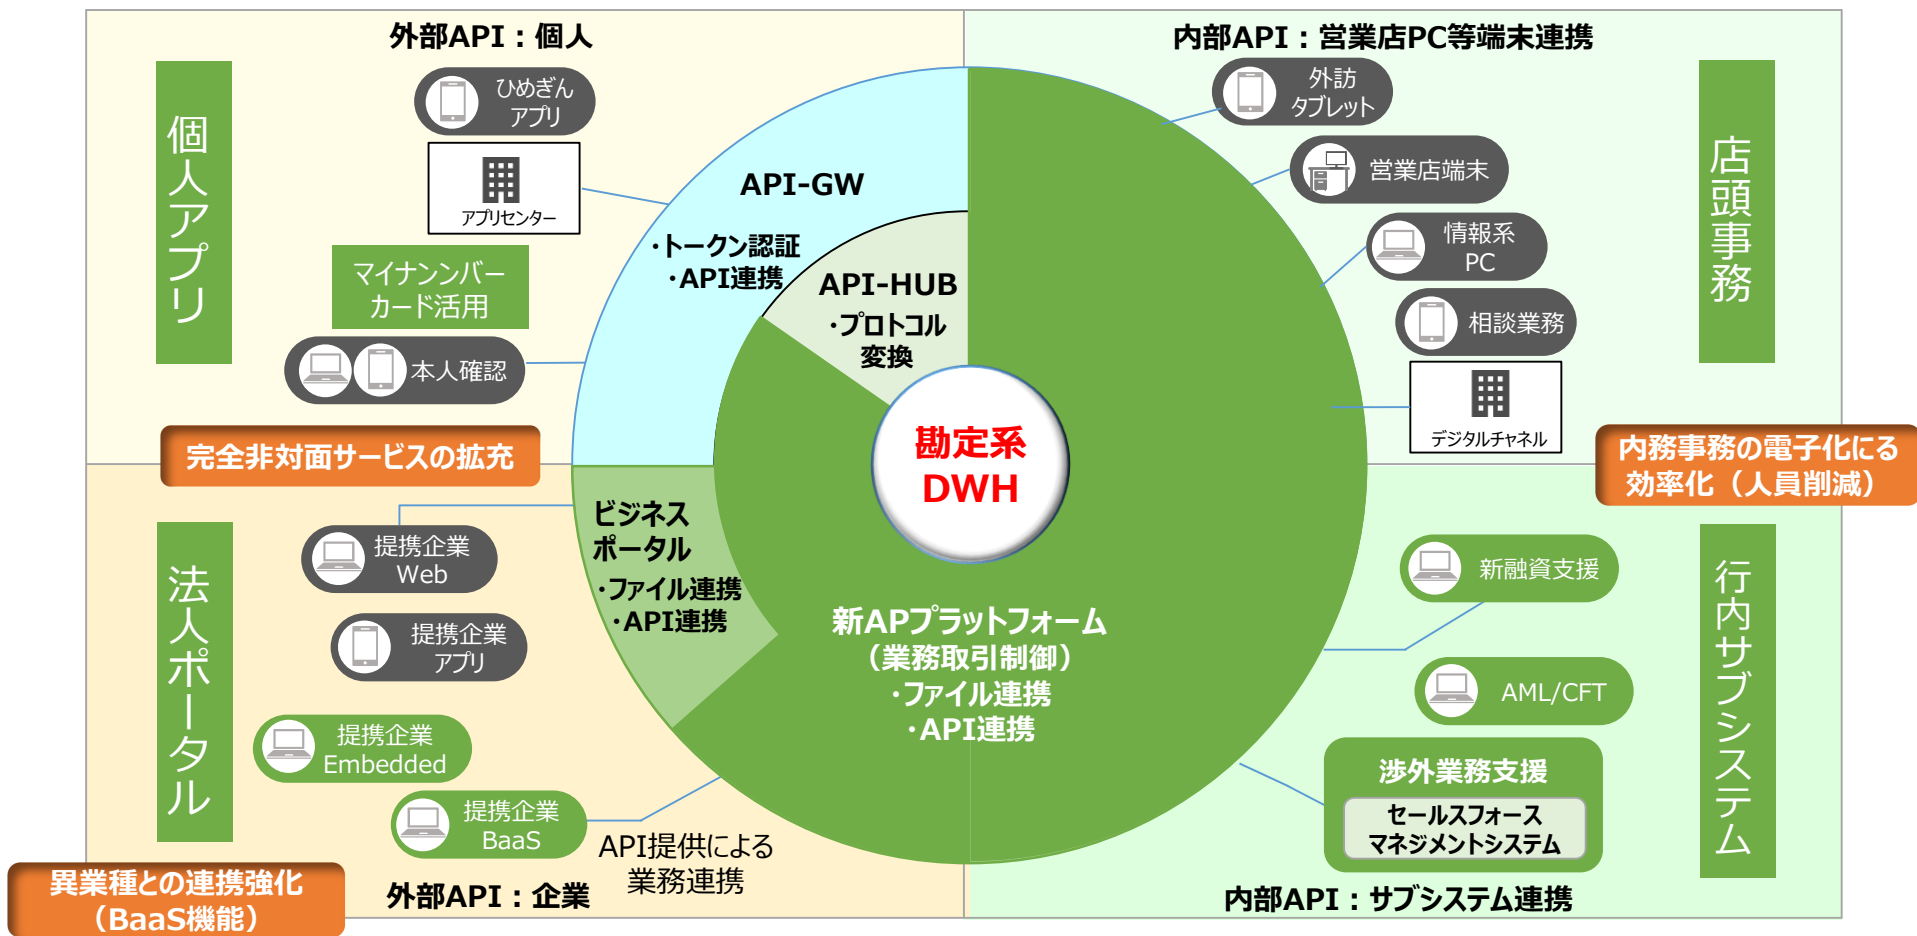 外部API：個人
個人アプリ
ひめぎん
アプリ
アプリセンター
マイナンンバー
カード活用
本人確認
完全非対面サービスの拡充
API-GW
・トークン認証
・API連携
API-HUB
・プロトコル
変換
内部API：営業店PC等端末連携
外訪
タブレット
営業店端末
情報系
PC
相談業務
デジタルチャネル
店頭事務
内務事務の電子化にる
効率化（人員削減）
勘定系
DWH
法人ポータル
提携企業
Web
提携企業
アプリ
提携企業
Embedded
提携企業
BaaS
API提供による
業務連携
異業種との連携強化
（BaaS機能）
外部API：企業
ビジネス
ポータル
・ファイル連携
・API連携
新APプラットフォーム
（業務取引制御）
・ファイル連携
・API連携
新融資支援
AML/CFT
渉外業務支援
セールスフォース
マネジメントシステム
行内サブシステム
内部API：サブシステム連携